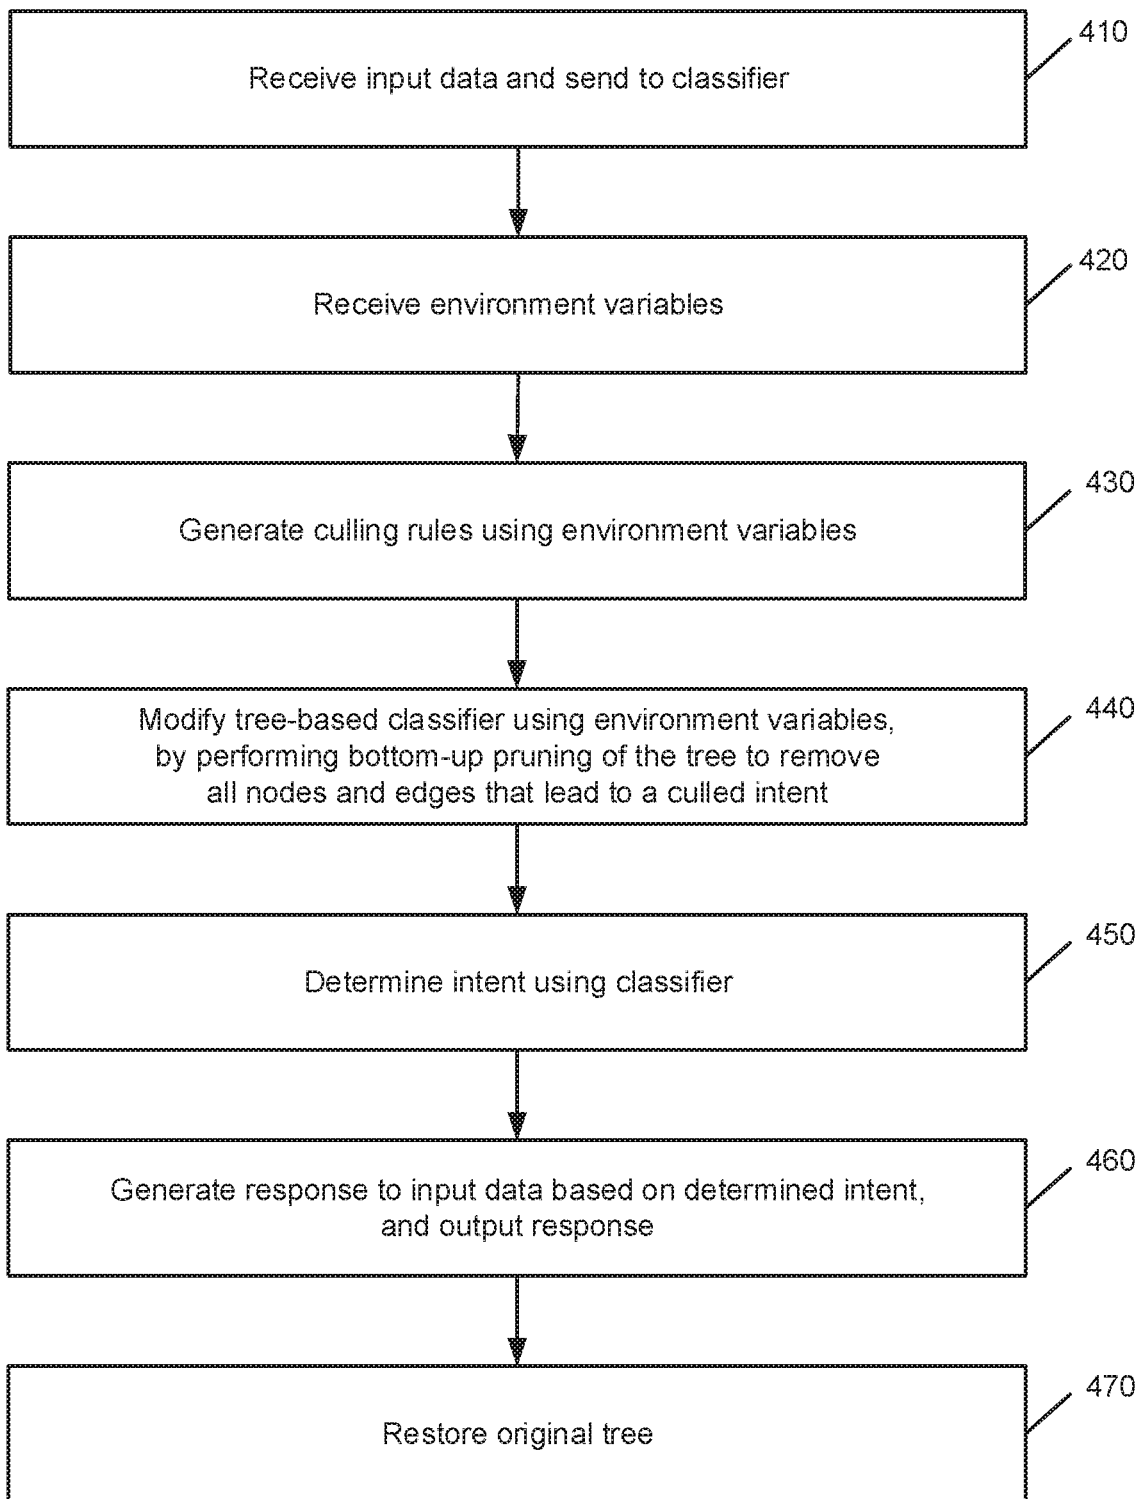 410
Receive input data and send to classifier
420
Receive environment variables
430
Generate culling rules using environment variables
440
Modify tree-based classifier using environment variables,
by performing bottom-up pruning of the tree to remove
all nodes and edges that lead to a culled intent
450
Determine intent using classifier
460
Generate response to input data based on determined intent,
and output response
470
Restore original tree